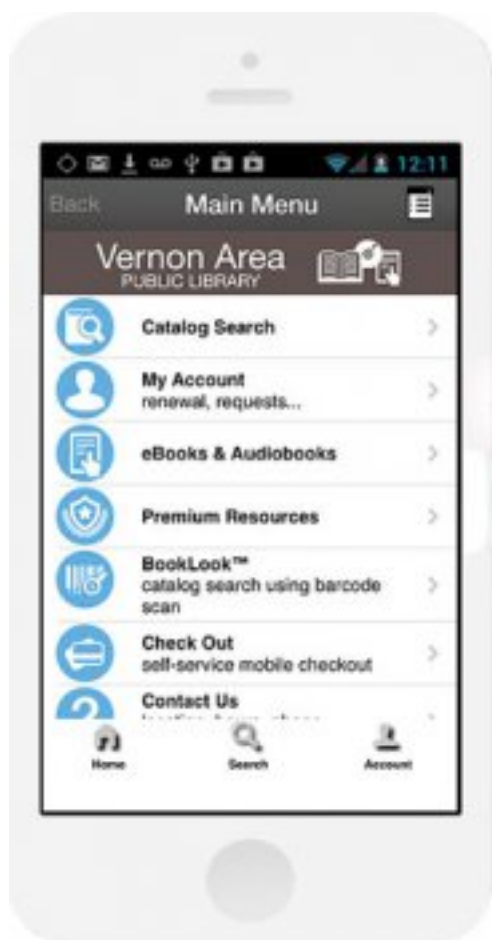 12:11
Back
Main Menu
Vernon Area
PUBLIC LIBRARY
Catalog Search
My Account
renewal, requests...
eBooks & Audiobooks
Premium Resources
BookLook™
catalog search using barcode
scan
Check Out
self-service mobile checkout
Contact Us
Home
Search
Account